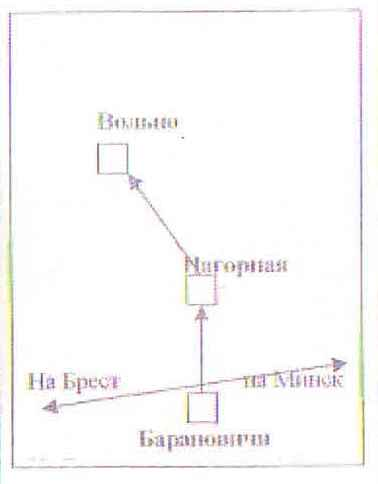 Вольно
Нагорная
На Брест
на Минск
Барановичи